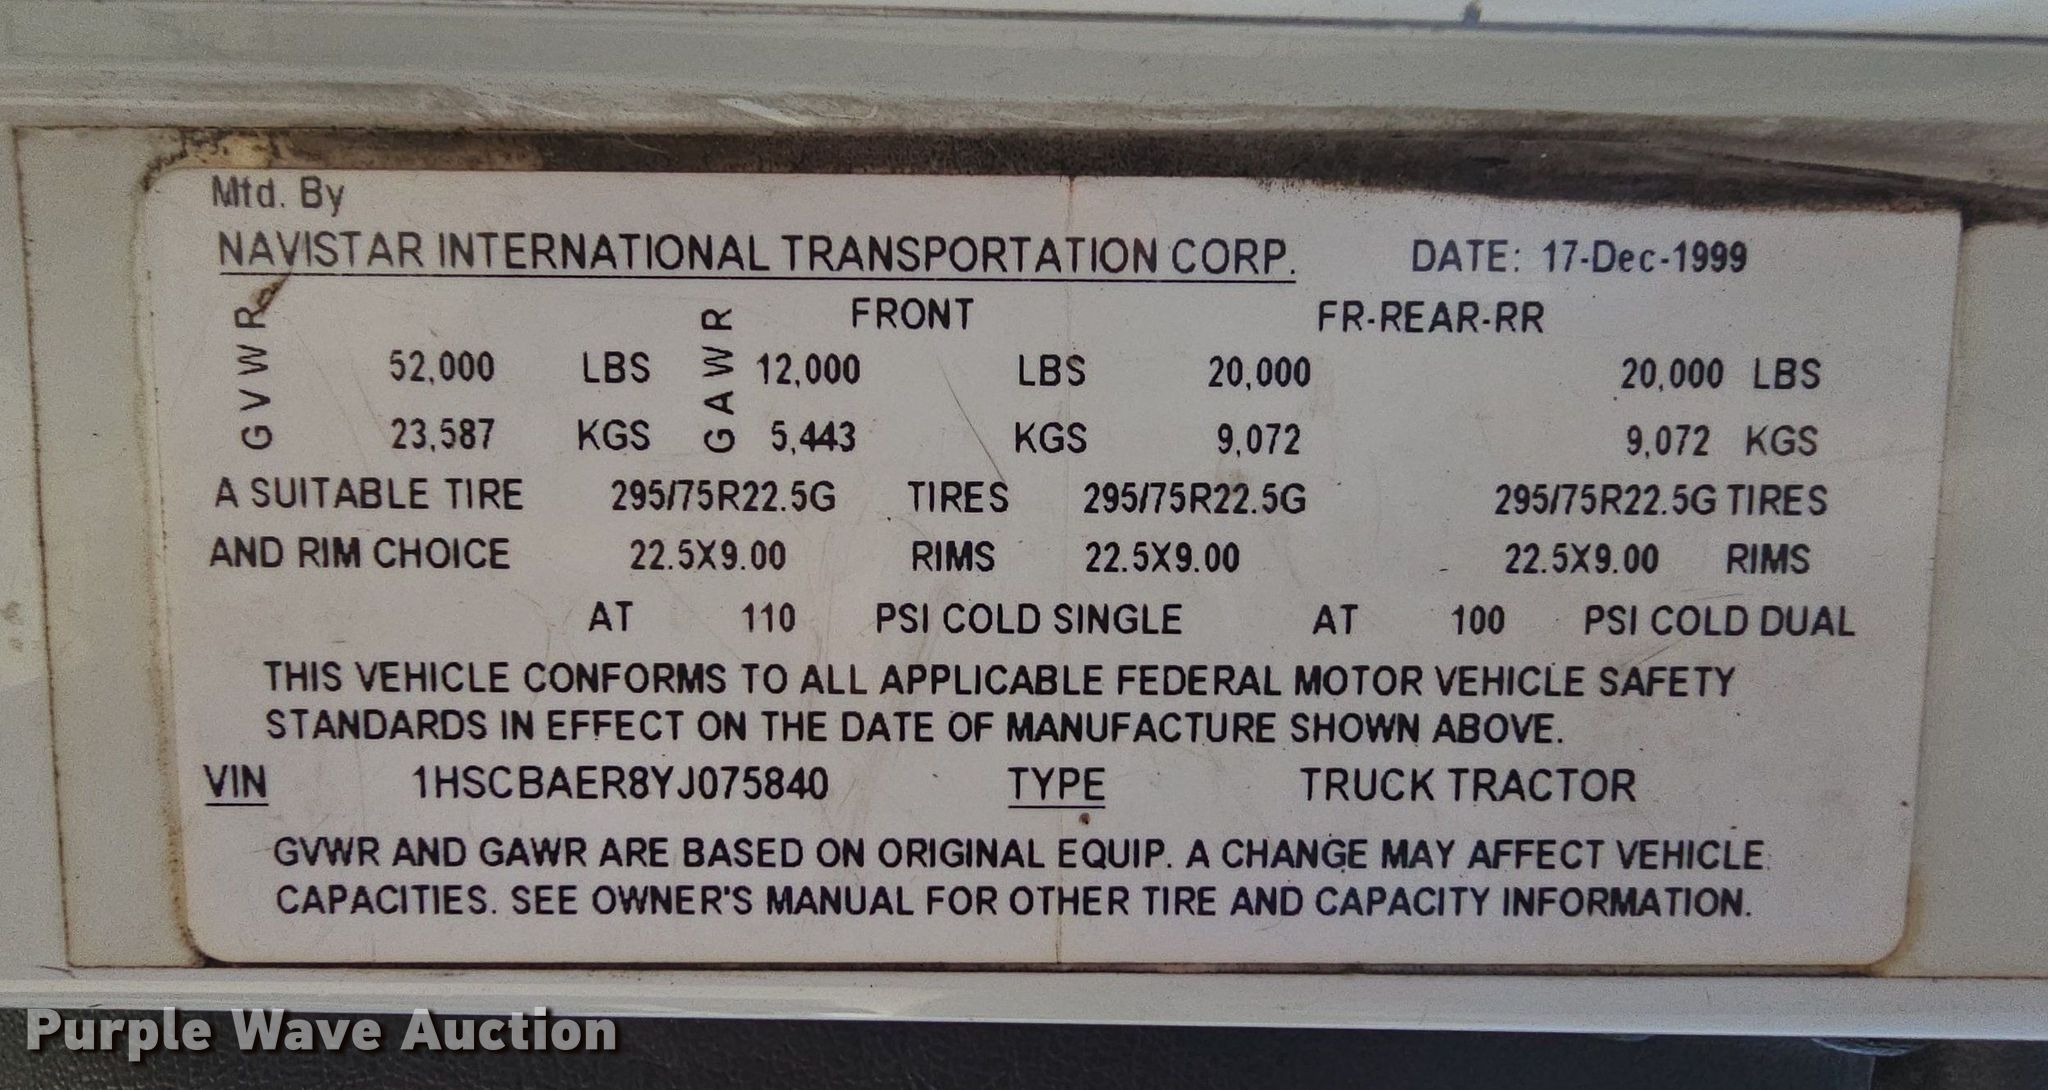 Mfd. By
NAVISTAR INTERNATIONAL TRANSPORTATION CORP. DATE: 17-Dec-1999
GVWR GAWR FRONT FR-REAR-RR
52,000 LBS 12,000 LBS 20,000 20,000 LBS
23,587 KGS 5,443 KGS 9,072 9,072 KGS
A SUITABLE TIRE 295/75R22.5G TIRES 295/75R22.5G 295/75R22.5G TIRES
AND RIM CHOICE 22.5X9.00 RIMS 22.5X9.00 22.5X9.00 RIMS
AT 110 PSI COLD SINGLE AT 100 PSI COLD DUAL
THIS VEHICLE CONFORMS TO ALL APPLICABLE FEDERAL MOTOR VEHICLE SAFETY
STANDARDS IN EFFECT ON THE DATE OF MANUFACTURE SHOWN ABOVE.
VIN 1HSCBAER8YJ075840 TYPE TRUCK TRACTOR
GVWR AND GAWR ARE BASED ON ORIGINAL EQUIP. A CHANGE MAY AFFECT VEHICLE
CAPACITIES. SEE OWNER'S MANUAL FOR OTHER TIRE AND CAPACITY INFORMATION.
Purple Wave Auction